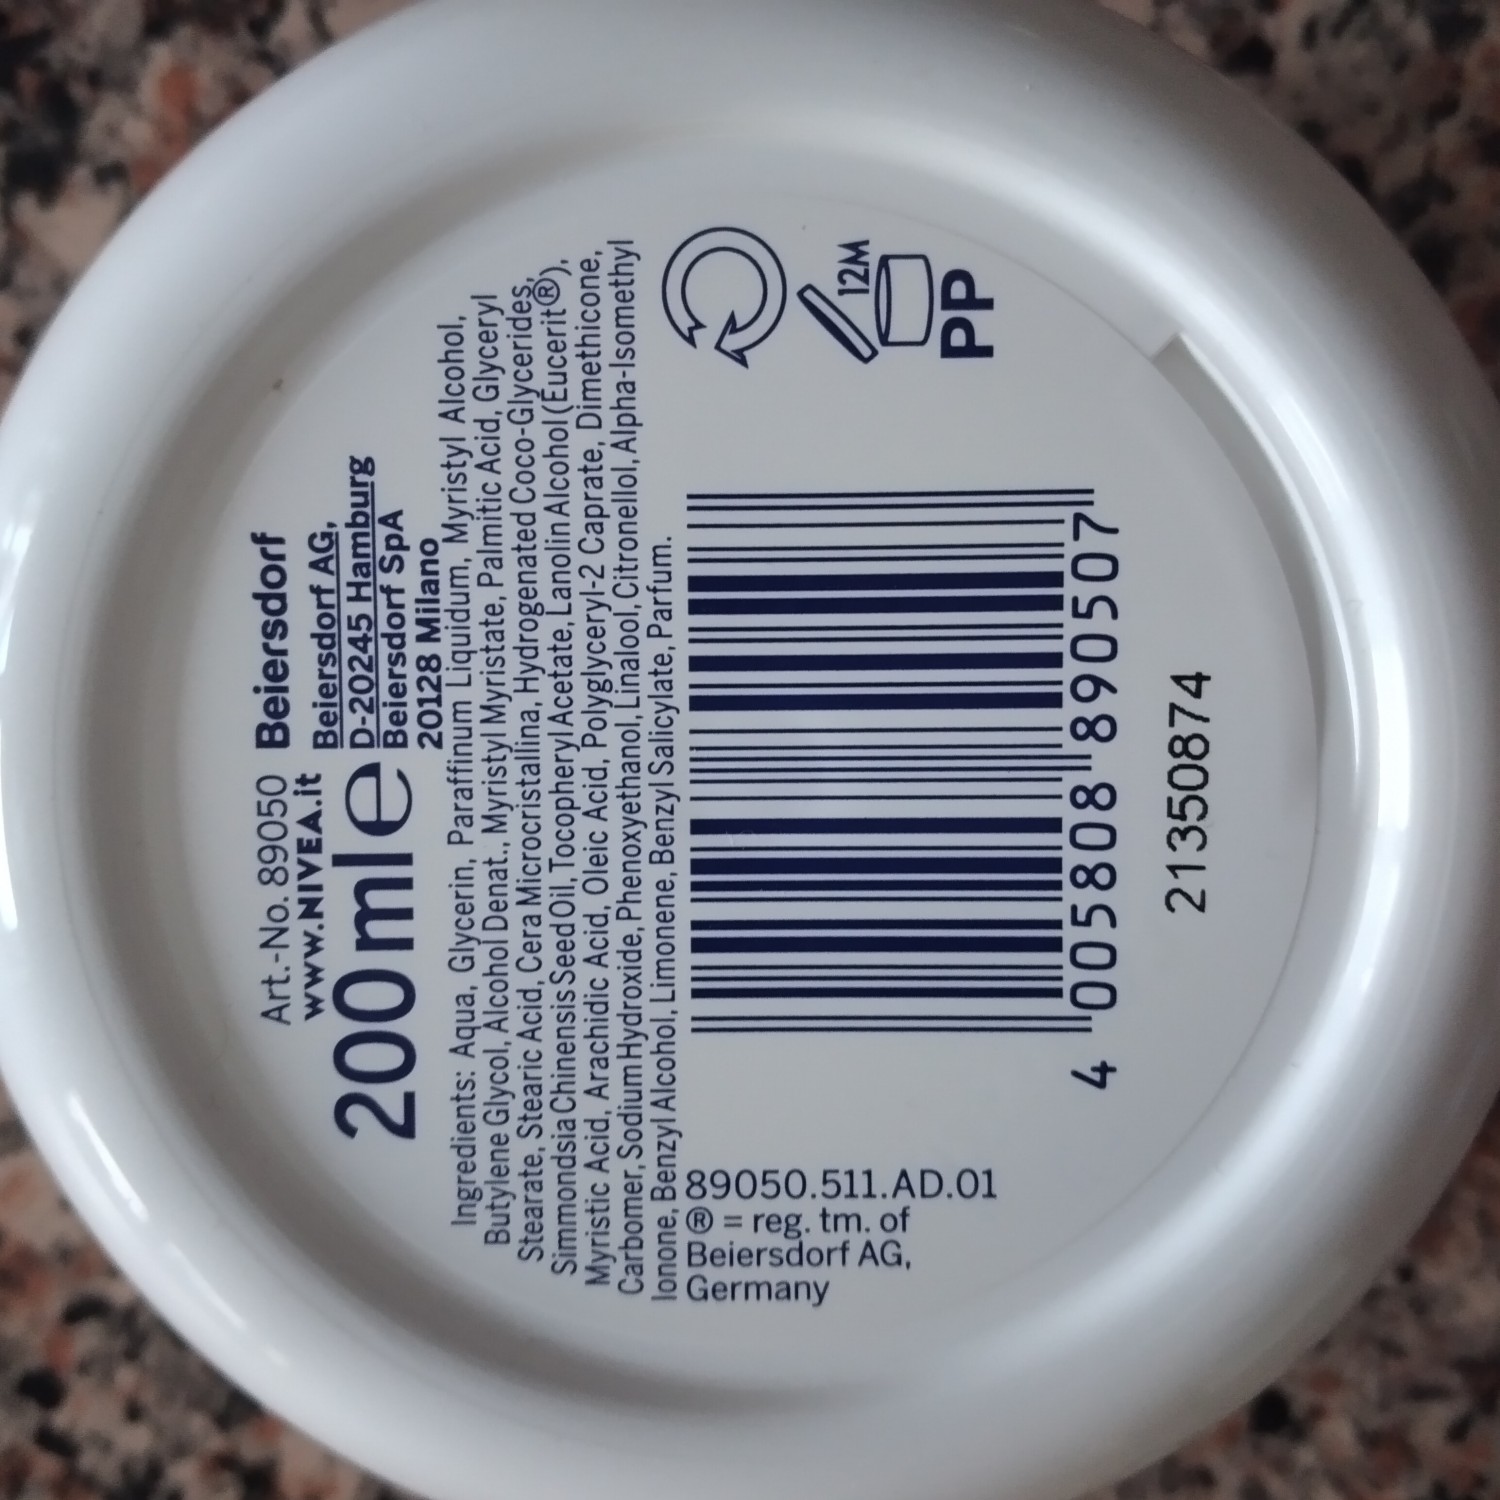 Art.-No. 89050
www.NIVEA.it
200 ml e
Beiersdorf
Beiersdorf AG,
D-20245 Hamburg
Beiersdorf SpA
20128 Milano
Ingredients: Aqua, Glycerin, Paraffinum Liquidum, Myristyl Alcohol,
Butylene Glycol, Alcohol Denat., Myristyl Myristate, Palmitic Acid, Glyceryl
Stearate, Stearic Acid, Cera Microcristallina, Hydrogenated Coco-Glycerides,
Simmondsia Chinensis Seed Oil, Tocopheryl Acetate, Lanolin Alcohol (Eucerit®),
Myristic Acid, Arachidic Acid, Oleic Acid, Polyglyceryl-2 Caprate, Dimethicone,
Carbomer, Sodium Hydroxide, Phenoxyethanol, Linalool, Citronellol, Alpha-Isomethyl
Ionone, Benzyl Alcohol, Limonene, Benzyl Salicylate, Parfum.
89050.511.AD.01
® = reg. tm. of
Beiersdorf AG,
Germany
4 005808 890507
12M
PP
21350874